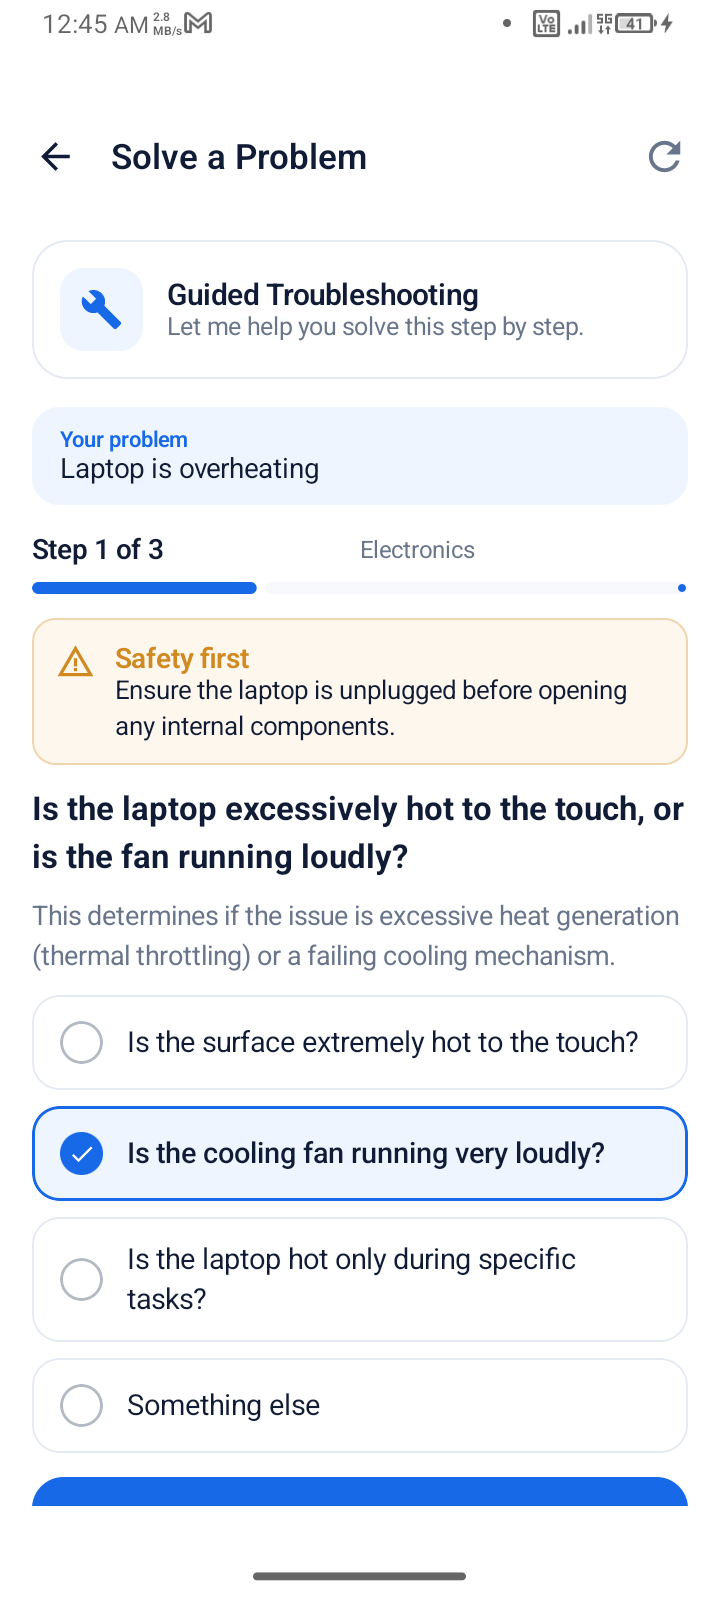 12:45 AM 2.8 MB/s Vo LTE 5G 41
Solve a Problem
Guided Troubleshooting
Let me help you solve this step by step.
Your problem
Laptop is overheating
Step 1 of 3 Electronics
Safety first
Ensure the laptop is unplugged before opening
any internal components.
Is the laptop excessively hot to the touch, or
is the fan running loudly?
This determines if the issue is excessive heat generation
(thermal throttling) or a failing cooling mechanism.
Is the surface extremely hot to the touch?
Is the cooling fan running very loudly?
Is the laptop hot only during specific
tasks?
Something else